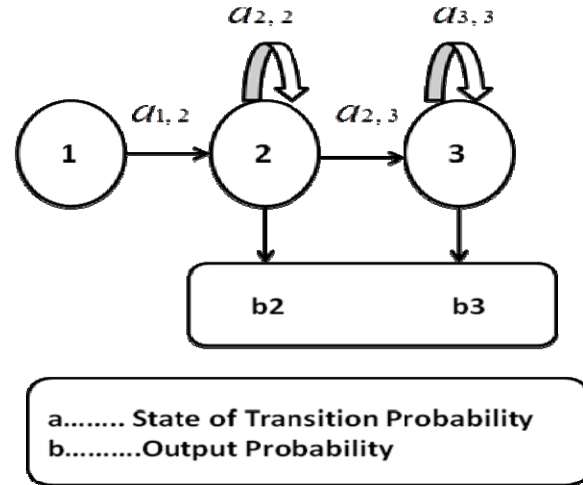 a2, 2
a3, 3
a1, 2
a2, 3
1
2
3
b2
b3
a........ State of Transition Probability
b..........Output Probability